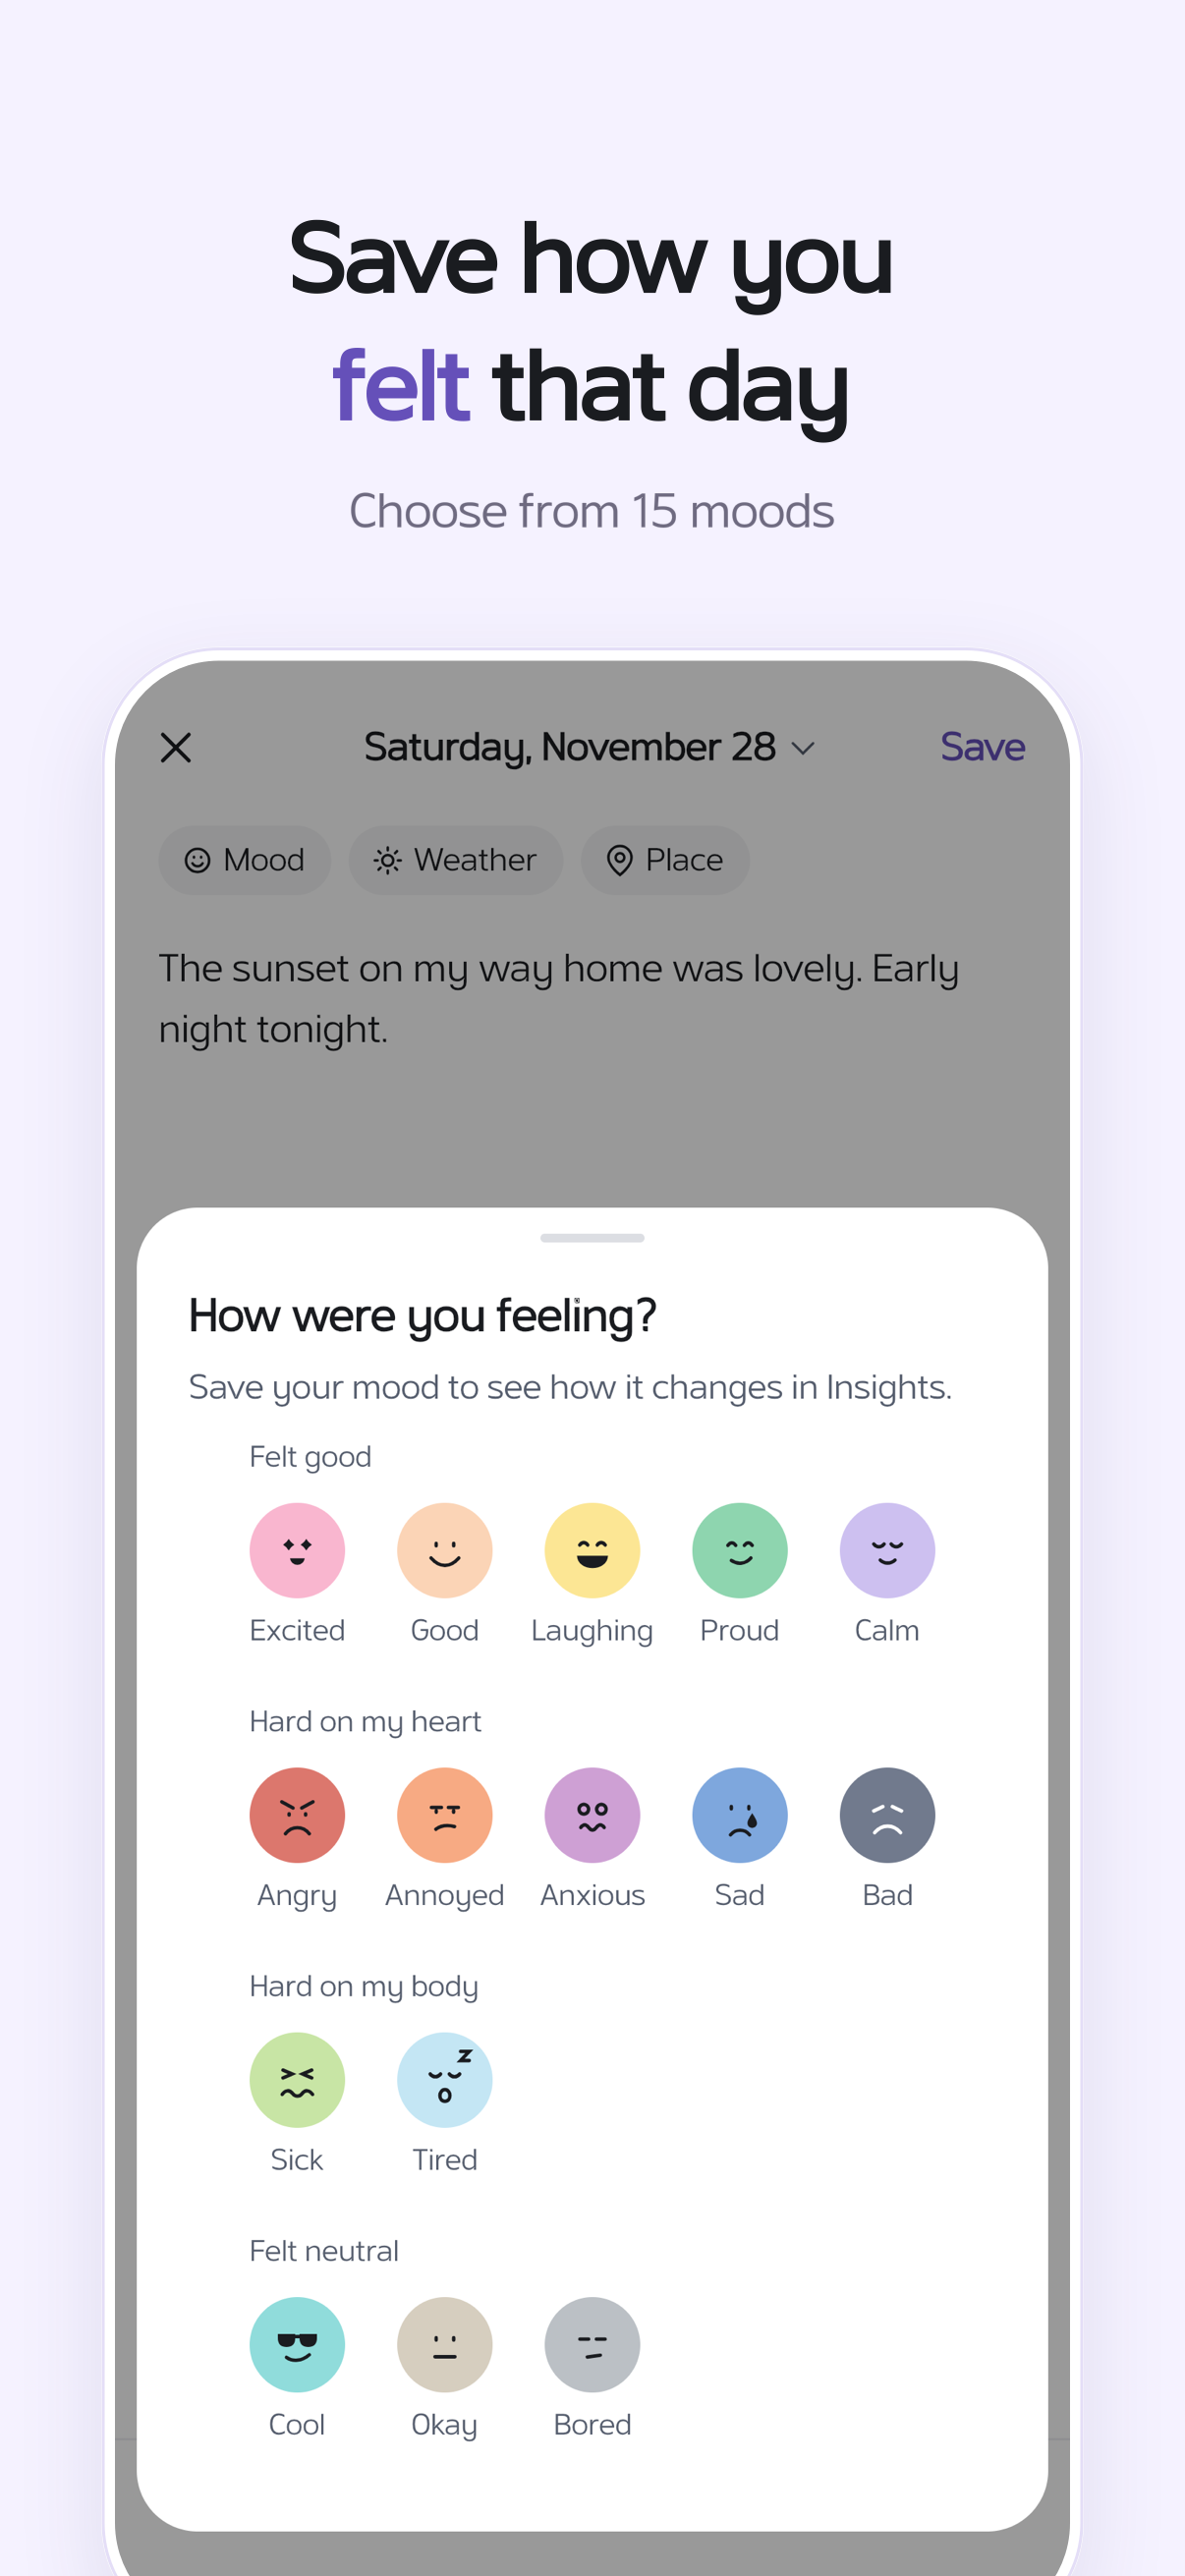 Save how you
felt that day
Choose from 15 moods
Saturday, November 28
Save
Mood
Weather
Place
The sunset on my way home was lovely. Early
night tonight.
How were you feeling?
Save your mood to see how it changes in Insights.
Felt good
Excited
Good
Laughing
Proud
Calm
Hard on my heart
Angry
Annoyed
Anxious
Sad
Bad
Hard on my body
Sick
Tired
Felt neutral
Cool
Okay
Bored